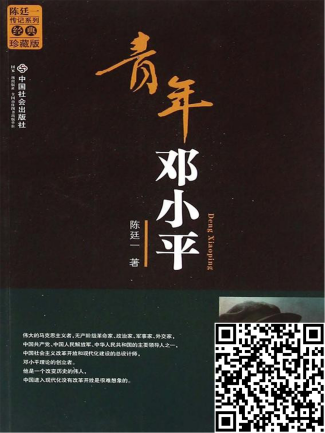 陈廷一
传记系列
经典
珍藏版
中国社会出版社
青年
邓小平
Deng Xiaoping
陈廷一 著
伟大的马克思主义者，无产阶级革命家、政治家、军事家、外交家，
中国共产党、中国人民解放军、中华人民共和国的主要领导人之一，
中国社会主义改革开放和现代化建设的总设计师，
邓小平理论的创立者。
他是一个改变历史的伟人，
中国进入现代化没有改革开放是很难想象的。